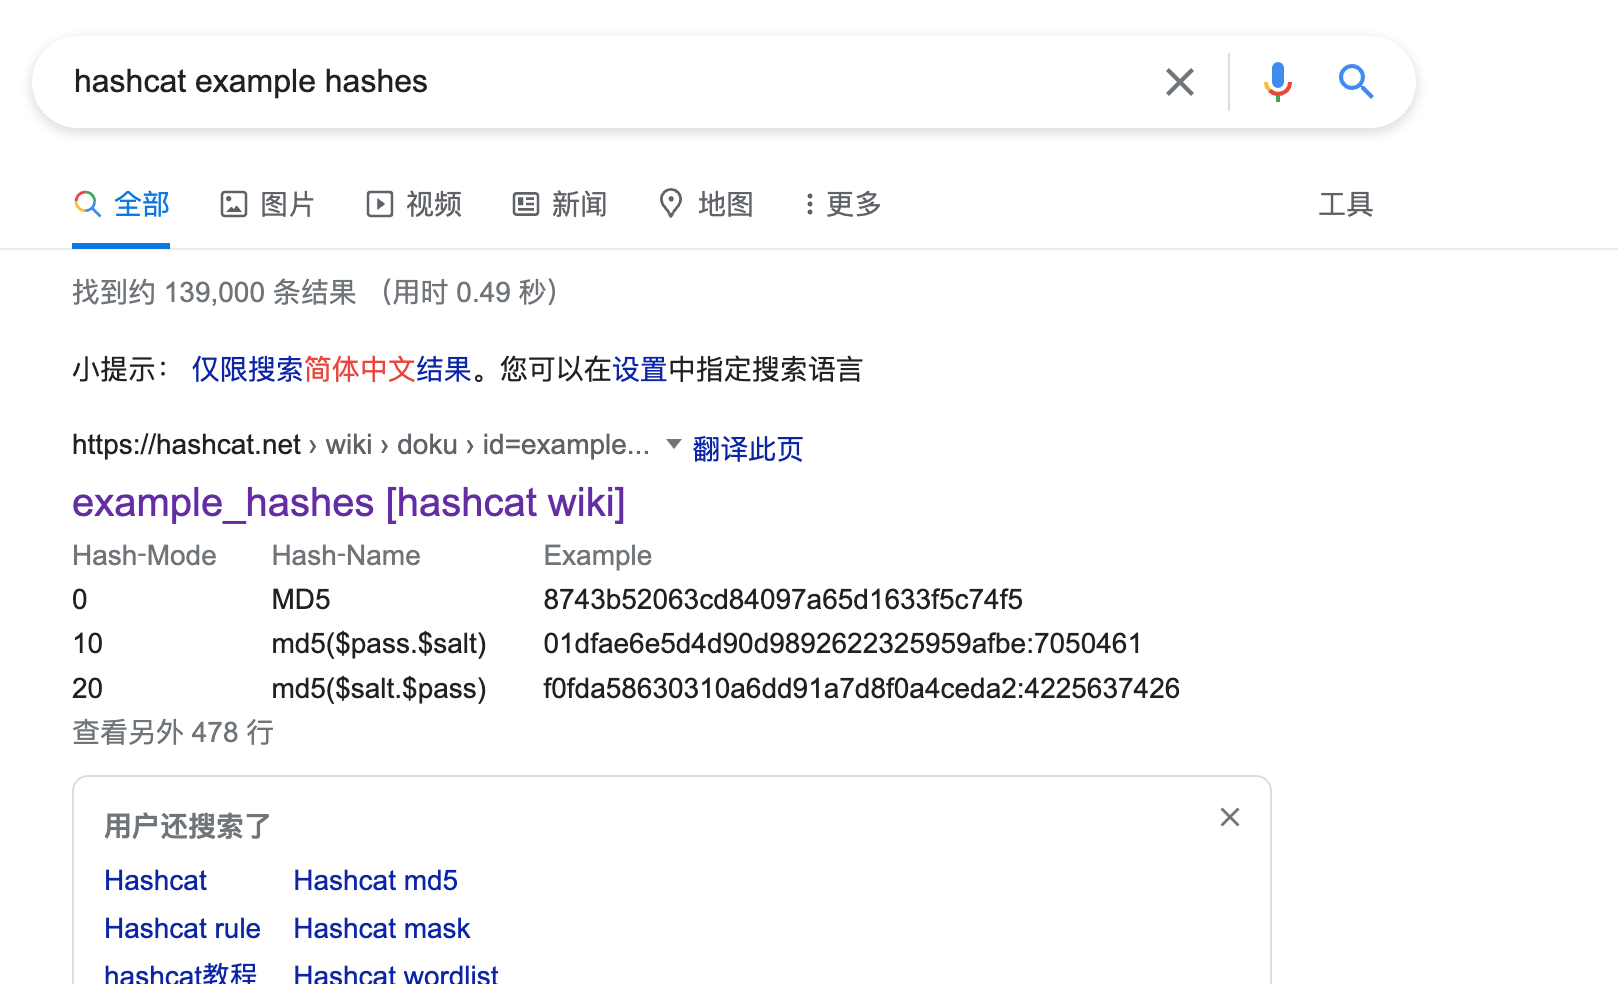 hashcat example hashes
全部 图片 视频 新闻 地图 更多 工具
找到约 139,000 条结果 （用时 0.49 秒）
小提示： 仅限搜索简体中文结果。您可以在设置中指定搜索语言
https://hashcat.net › wiki › doku › id=example... 翻译此页
example_hashes [hashcat wiki]
Hash-Mode Hash-Name Example
0 MD5 8743b52063cd84097a65d1633f5c74f5
10 md5($pass.$salt) 01dfae6e5d4d90d9892622325959afbe:7050461
20 md5($salt.$pass) f0fda58630310a6dd91a7d8f0a4ceda2:4225637426
查看另外 478 行
用户还搜索了
Hashcat Hashcat md5
Hashcat rule Hashcat mask
hashcat教程 Hashcat wordlist